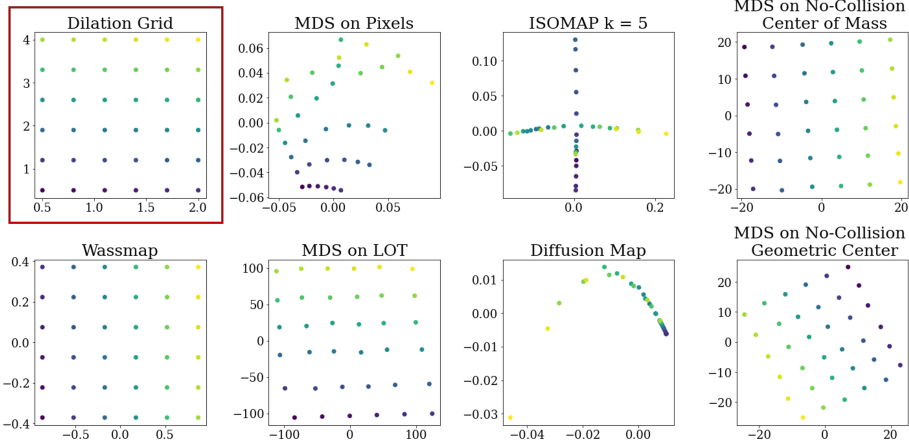 Dilation Grid
4
3
2
1
0.5 1.0 1.5 2.0
MDS on Pixels
0.06
0.04
0.02
0.00
−0.02
−0.04
−0.06
−0.05 0.00 0.05
ISOMAP k = 5
0.10
0.05
0.00
−0.05
0.0 0.2
MDS on No-Collision
Center of Mass
20
10
0
−10
−20
−20 0 20
Wassmap
0.4
0.2
0.0
−0.2
−0.4
−0.5 0.0 0.5
MDS on LOT
100
50
0
−50
−100
−100 0 100
Diffusion Map
0.01
0.00
−0.01
−0.02
−0.03
−0.04 −0.02 0.00
MDS on No-Collision
Geometric Center
20
10
0
−10
−20
−20 0 20